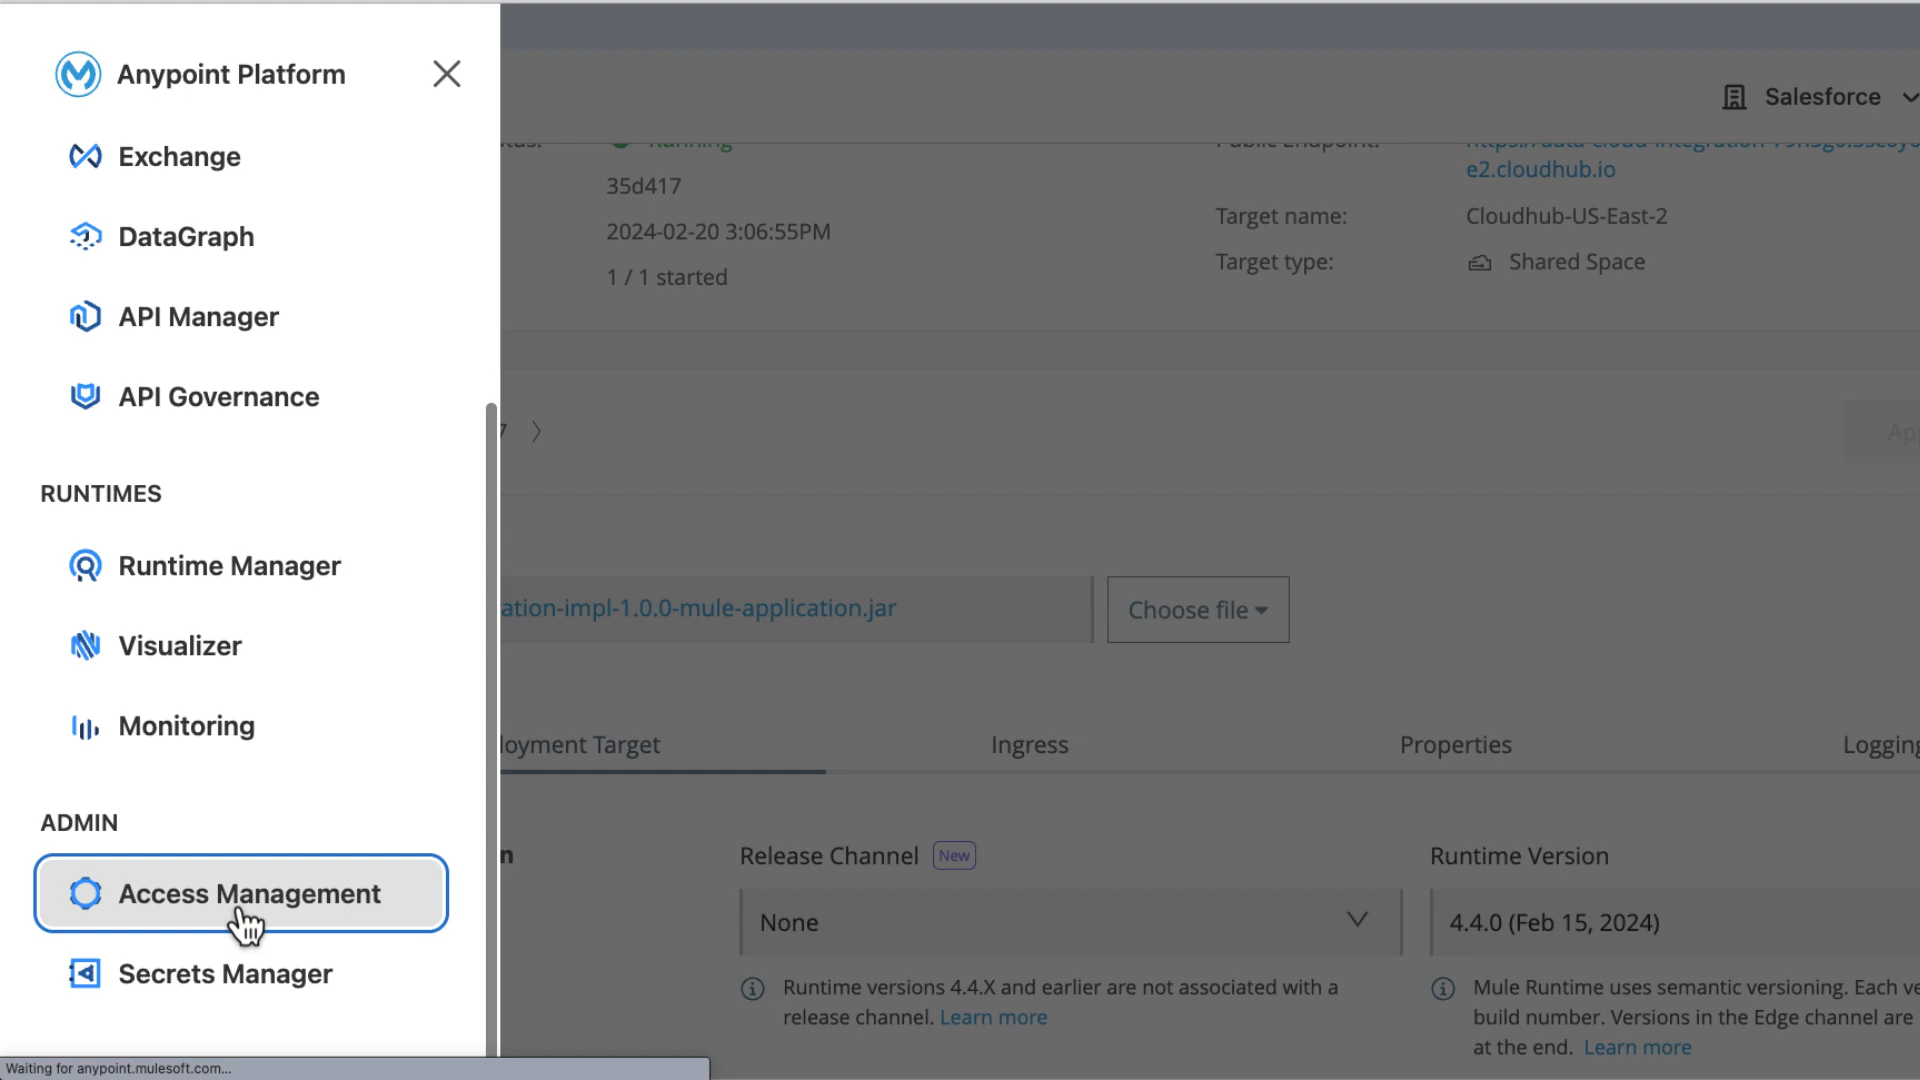 Anypoint Platform
Exchange
DataGraph
API Manager
API Governance
RUNTIMES
Runtime Manager
Visualizer
Monitoring
ADMIN
Access Management
Secrets Manager
Waiting for anypoint.mulesoft.com...
Salesforce
Running
35d417
2024-02-20 3:06:55PM
1 / 1 started
Public Endpoint:
e2.cloudhub.io
Target name:
Cloudhub-US-East-2
Target type:
Shared Space
ation-impl-1.0.0-mule-application.jar
Choose file
loyment Target
Ingress
Properties
Logging
Release Channel New
None
Runtime versions 4.4.X and earlier are not associated with a
release channel. Learn more
Runtime Version
4.4.0 (Feb 15, 2024)
Mule Runtime uses semantic versioning. Each ve
build number. Versions in the Edge channel are
at the end. Learn more